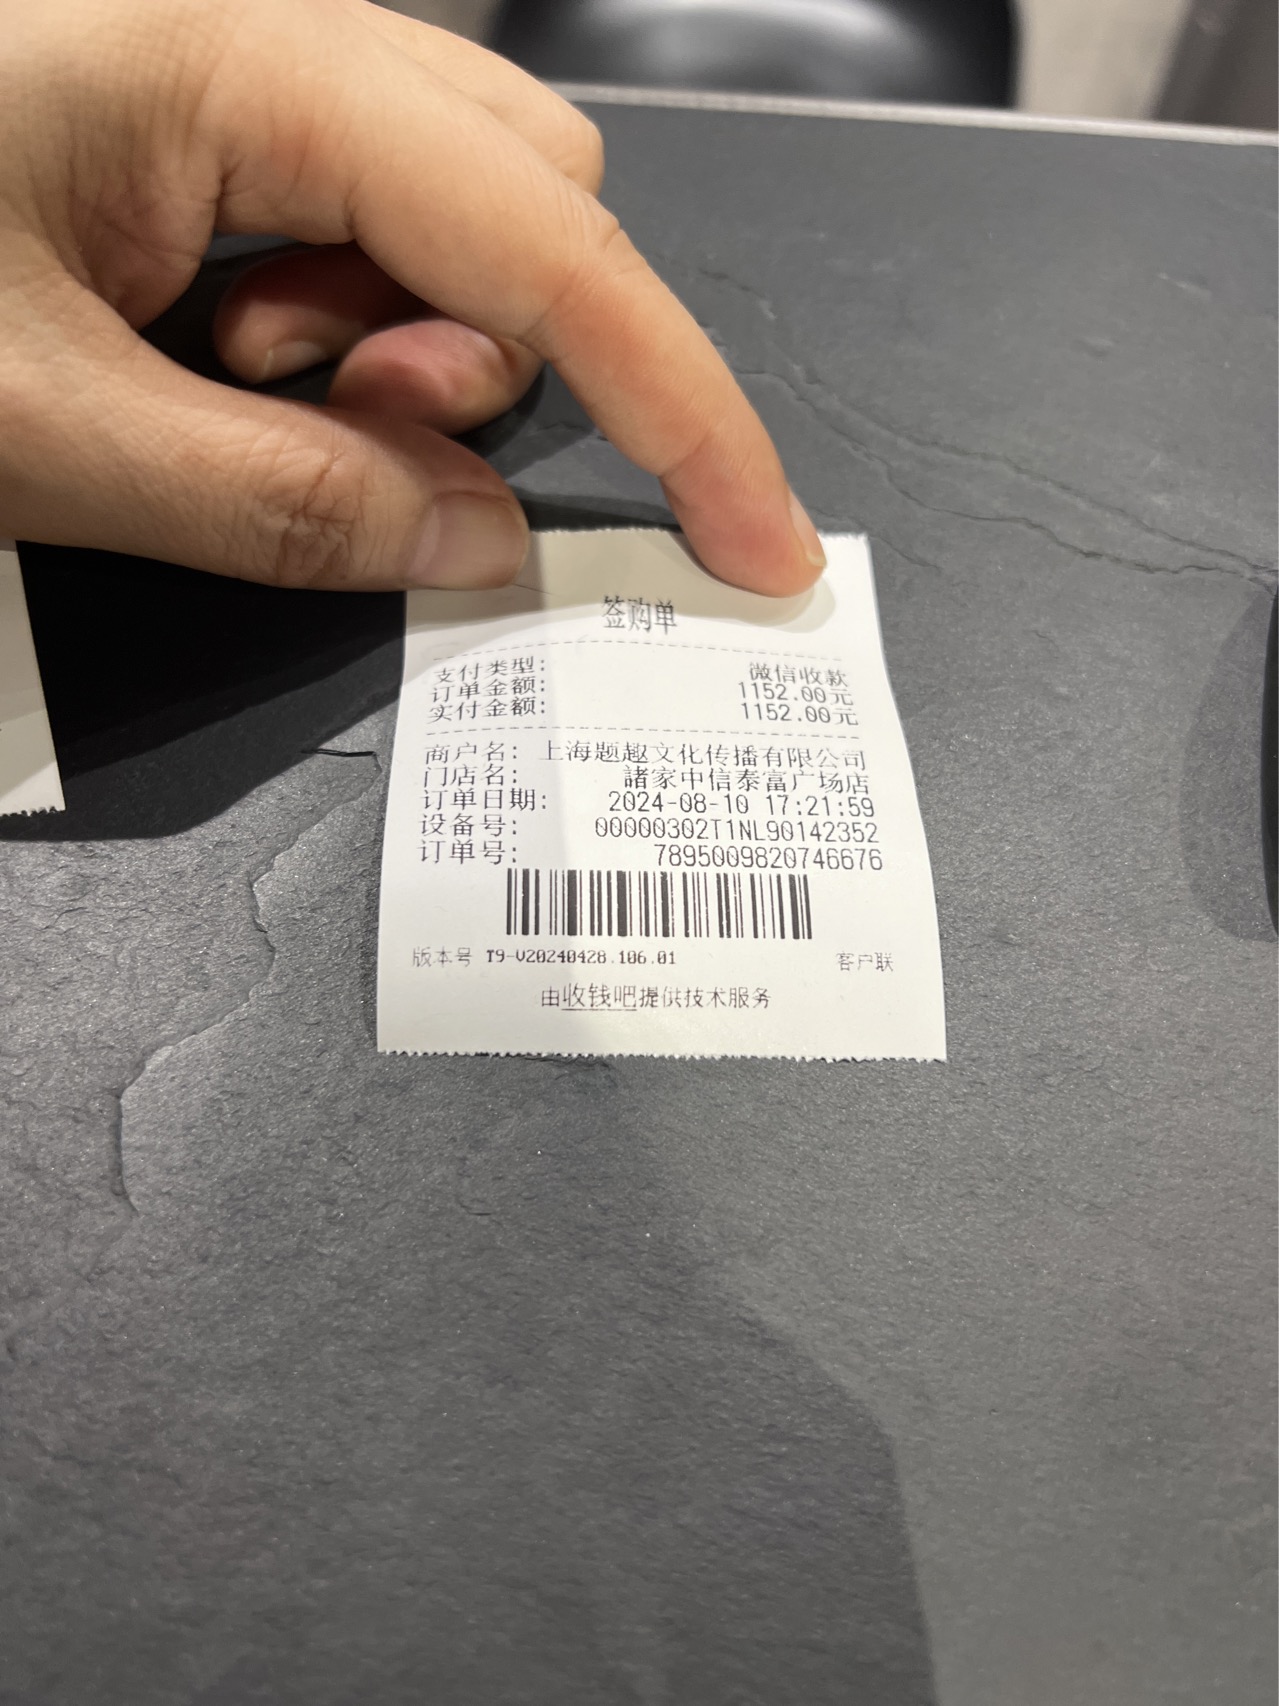 签购单
支付类型: 微信收款
订单金额: 1152.00元
实付金额: 1152.00元
商户名: 上海题趣文化传播有限公司
门店名: 諸家中信泰富广场店
订单日期: 2024-08-10 17:21:59
设备号: 00000302T1NL90142352
订单号: 7895009820746676
版本号 T9-V20240428.106.01 客户联
由收钱吧提供技术服务